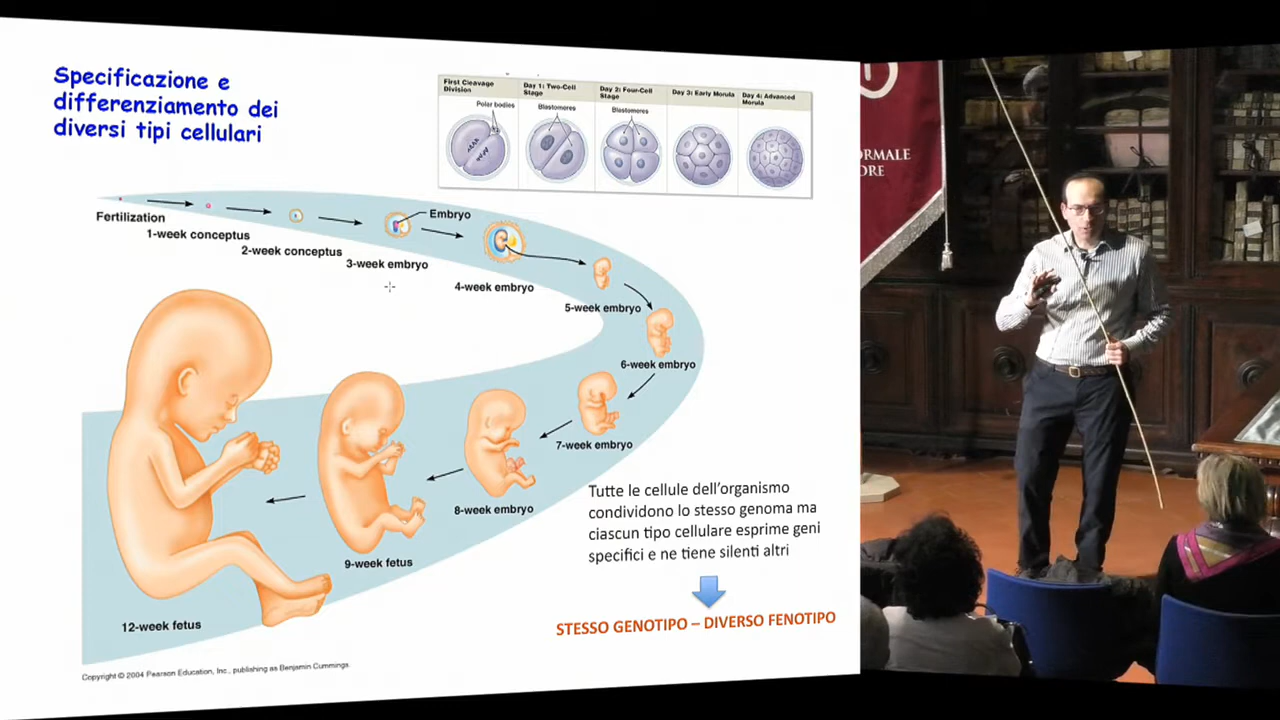 Specificazione e
differenziamento dei
diversi tipi cellulari
First Cleavage
Division
Day 1: Two-Cell
Stage
Day 2: Four-Cell
Stage
Day 3: Early Morula
Day 4: Advanced
Morula
Polar bodies
Blastomeres
Blastomeres
Fertilization
1-week conceptus
2-week conceptus
3-week embryo
Embryo
4-week embryo
5-week embryo
6-week embryo
7-week embryo
8-week embryo
9-week fetus
12-week fetus
Tutte le cellule dell'organismo
condividono lo stesso genoma ma
ciascun tipo cellulare esprime geni
specifici e ne tiene silenti altri
STESSO GENOTIPO – DIVERSO FENOTIPO
Copyright © 2004 Pearson Education, Inc., publishing as Benjamin Cummings.
ORMALE
ORE